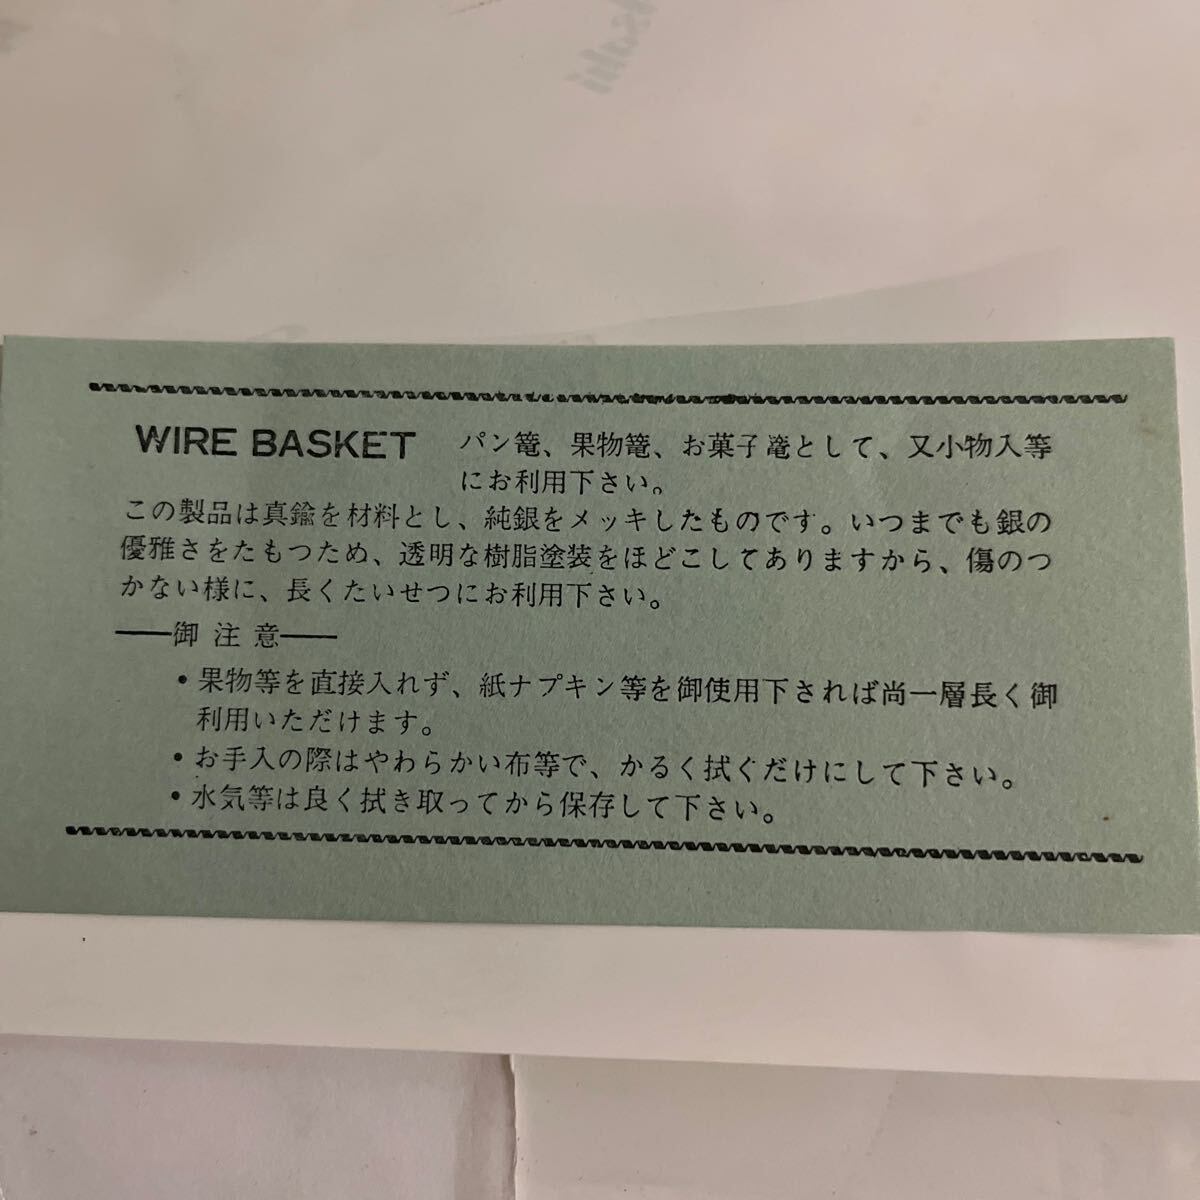 WIRE BASKET パン篭、果物篭、お菓子篭として、又小物入等
にお利用下さい。
この製品は真鍮を材料とし、純銀をメッキしたものです。いつまでも銀の
優雅さをたもつため、透明な樹脂塗装をほどこしてありますから、傷のつ
かない様に、長くたいせつにお利用下さい。
――御 注 意――
・果物等を直接入れず、紙ナプキン等を御使用下されば尚一層長く御
利用いただけます。
・お手入の際はやわらかい布等で、かるく拭ぐだけにして下さい。
・水気等は良く拭き取ってから保存して下さい。